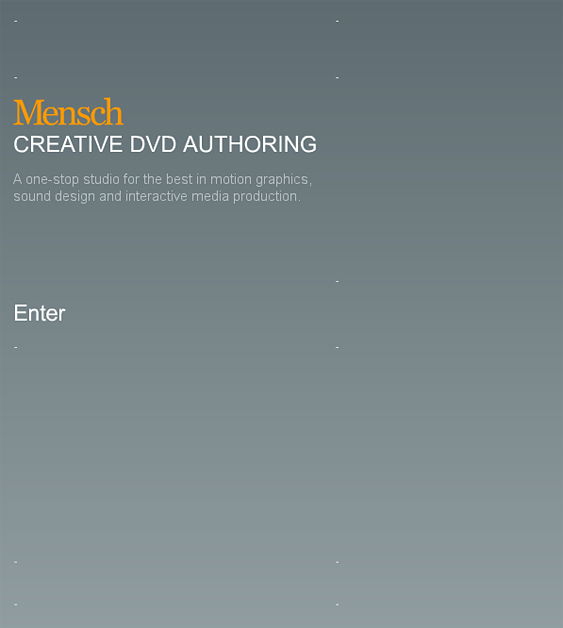 Mensch
CREATIVE DVD AUTHORING
A one-stop studio for the best in motion graphics,
sound design and interactive media production.
Enter